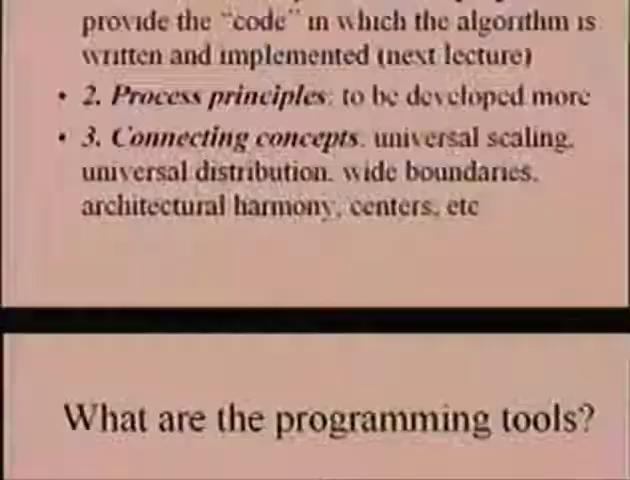 provide the “code” in which the algorithm is
written and implemented (next lecture)
• 2. Process principles: to be developed more
• 3. Connecting concepts: universal scaling,
universal distribution, wide boundaries,
architectural harmony, centers, etc
What are the programming tools?